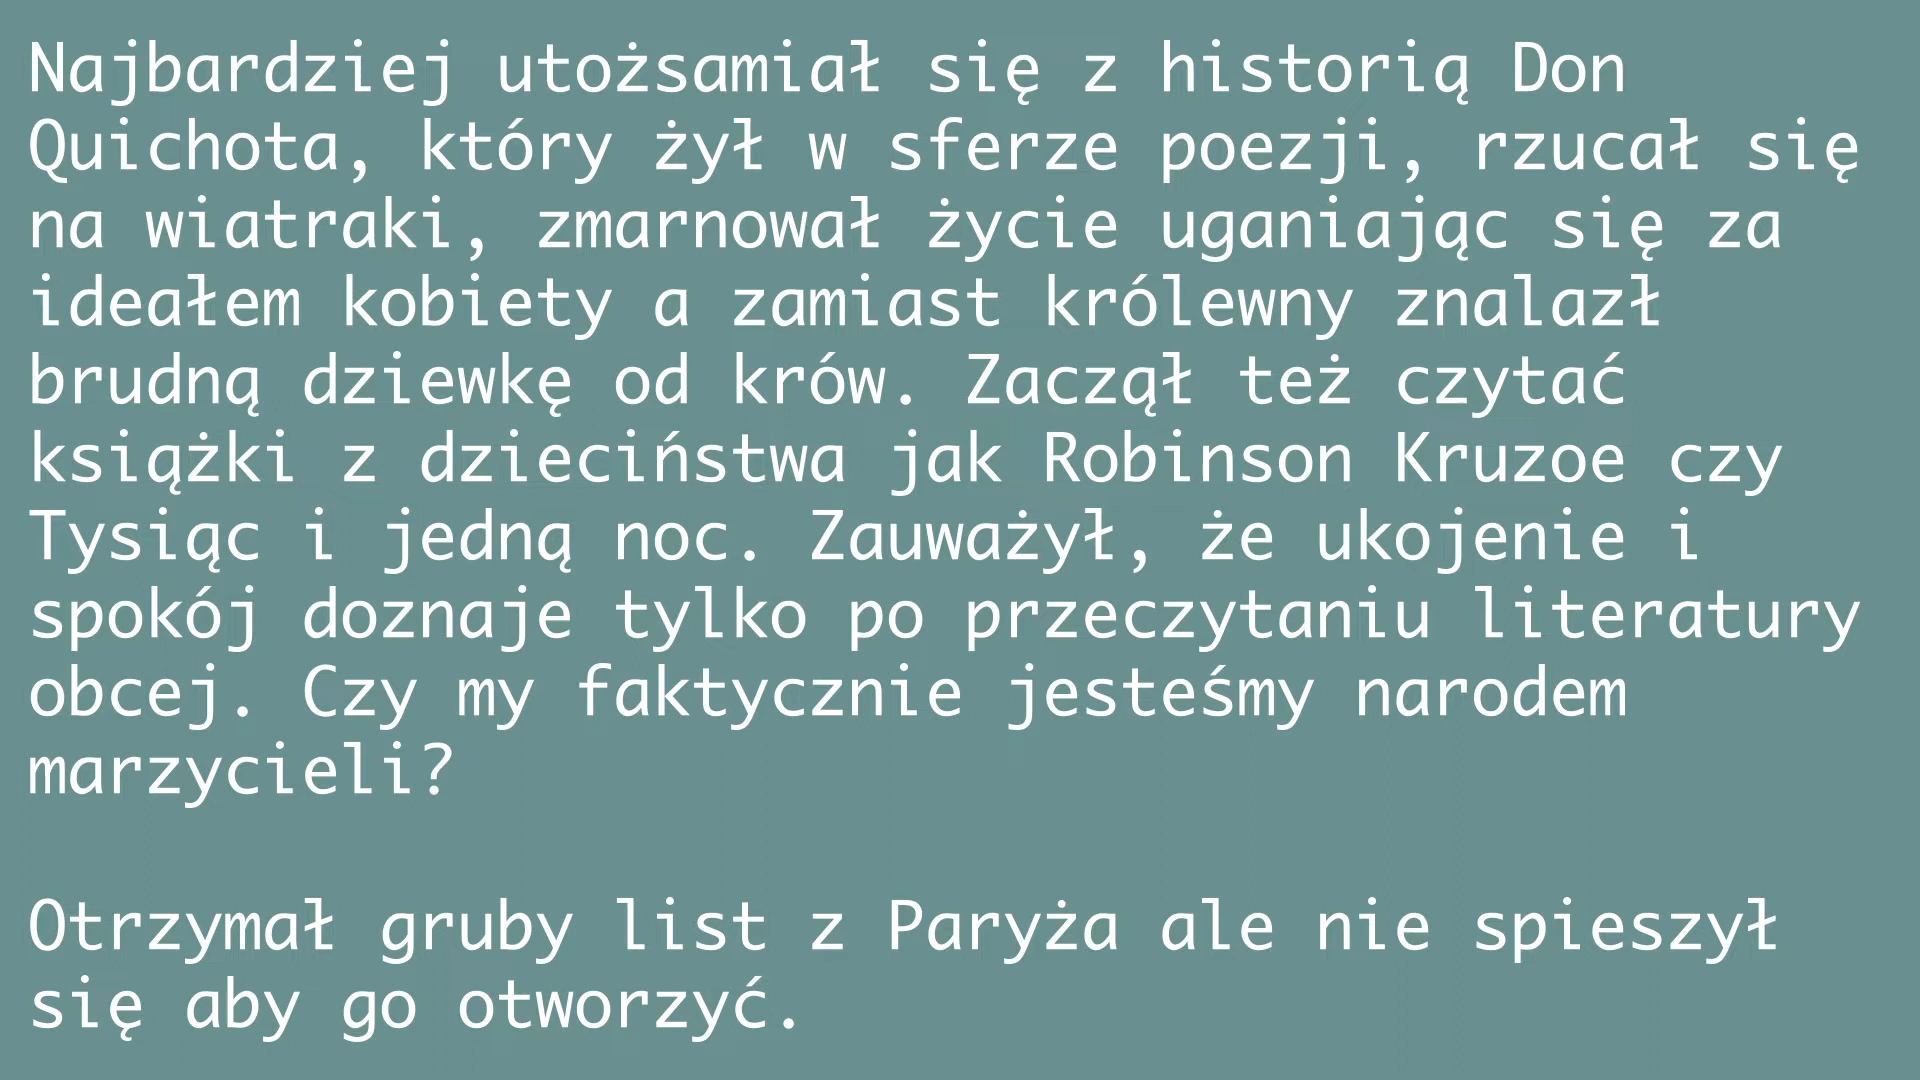 Najbardziej utożsamiał się z historią Don
Quichota, który żył w sferze poezji, rzucał się
na wiatraki, zmarnował życie uganiając się za
ideałem kobiety a zamiast królewny znalazł
brudną dziewkę od krów. Zaczął też czytać
książki z dzieciństwa jak Robinson Kruzoe czy
Tysiąc i jedną noc. Zauważył, że ukojenie i
spokój doznaje tylko po przeczytaniu literatury
obcej. Czy my faktycznie jesteśmy narodem
marzycieli?
Otrzymał gruby list z Paryża ale nie spieszył
się aby go otworzyć.